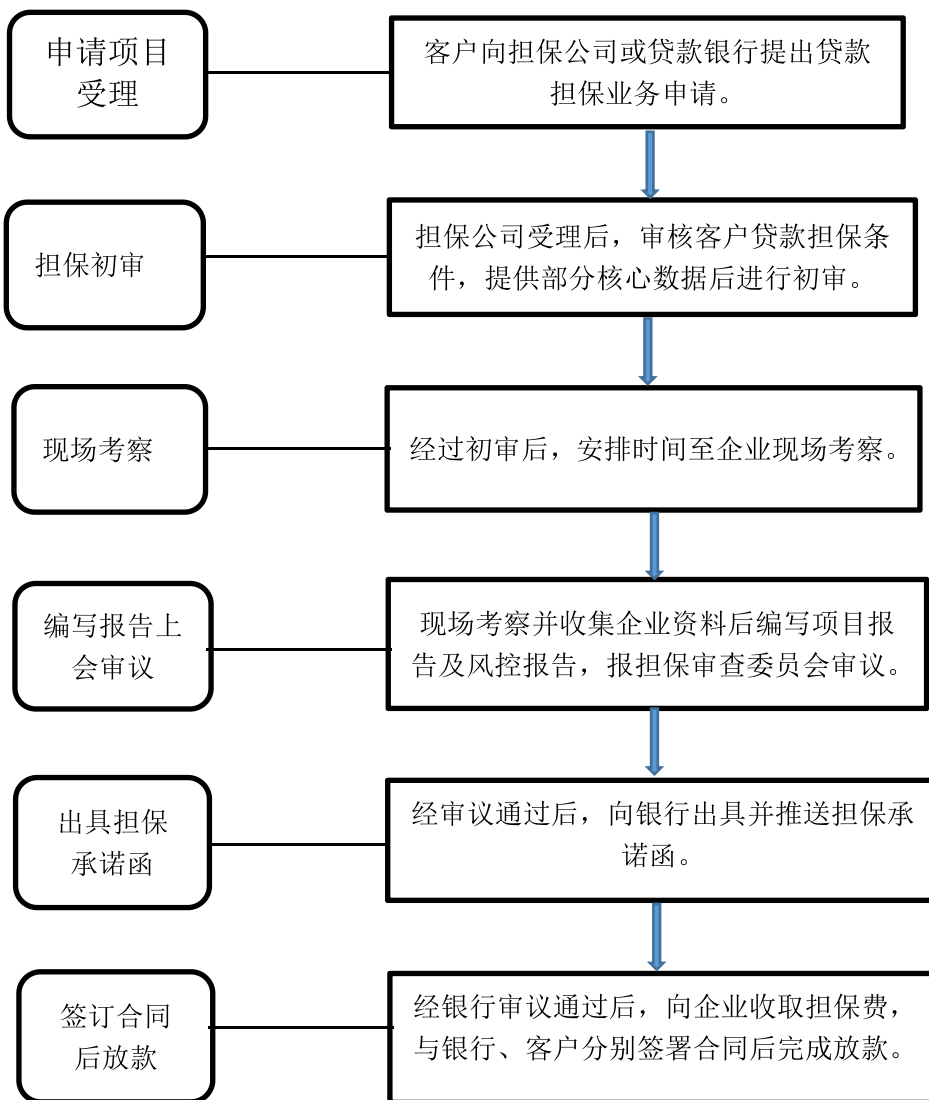 申请项目
受理
客户向担保公司或贷款银行提出贷款
担保业务申请。
担保初审
担保公司受理后，审核客户贷款担保条
件，提供部分核心数据后进行初审。
现场考察
经过初审后，安排时间至企业现场考察。
编写报告上
会审议
现场考察并收集企业资料后编写项目报
告及风控报告，报担保审查委员会审议。
出具担保
承诺函
经审议通过后，向银行出具并推送担保承
诺函。
签订合同
后放款
经银行审议通过后，向企业收取担保费，
与银行、客户分别签署合同后完成放款。